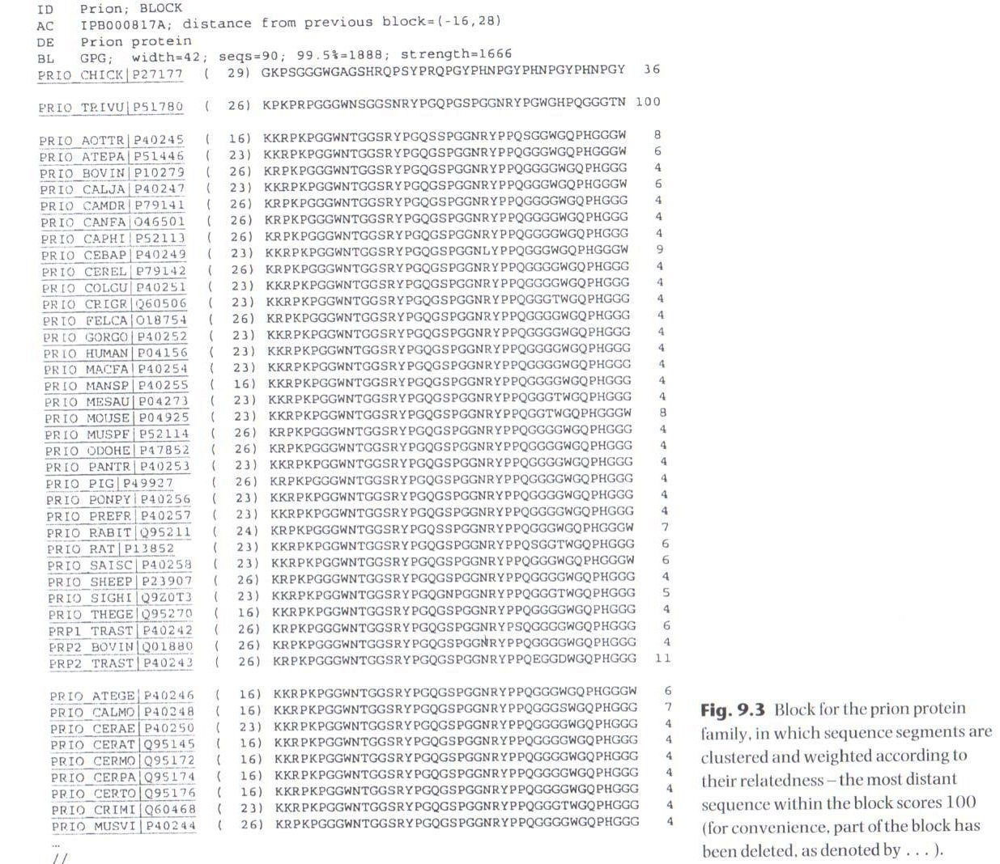 ID   Prion; BLOCK
AC   IPB000817A; distance from previous block=(-16,28)
DE   Prion protein
BL   GPG;  width=42; seqs=90; 99.5%=1888; strength=1666
PRIO_CHICK|P27177  (  29) GKPSGGGWGAGSHRQPSYPRQPGYPHNPGYPHNPGYPHNPGY  36
PRIO_TRIVU|P51780  (  26) KPKPRPGGGWNSGGSNRYPGQPGSPGGNRYPGWGHPQGGGTN 100
PRIO_AOTTR|P40245  (  16) KKRPKPGGWNTGGSRYPGQSSPGGNRYPPQSGGWGQPHGGGW   8
PRIO_ATEPA|P51446  (  23) KKRPKPGGWNTGGSRYPGQGSPGGNRYPPQGGGWGQPHGGGW   6
PRIO_BOVIN|P10279  (  26) KRPKPGGGWNTGGSRYPGQGSPGGNRYPPQGGGGWGQPHGGG   4
PRIO_CALJA|P40247  (  23) KKRPKPGGWNTGGSRYPGQGSPGGNRYPPQGGGWGQPHGGGW   6
PRIO_CAMDR|P79141  (  26) KRPKPGGGWNTGGSRYPGQGSPGGNRYPPQGGGGWGQPHGGG   4
PRIO_CANFA|O46501  (  26) KRPKPGGGWNTGGSRYPGQGSPGGNRYPPQGGGGWGQPHGGG   4
PRIO_CAPHI|P52113  (  26) KRPKPGGGWNTGGSRYPGQGSPGGNRYPPQGGGGWGQPHGGG   4
PRIO_CEBAP|P40249  (  23) KKRPKPGGWNTGGSRYPGQGSPGGNLYPPQGGGWGQPHGGGW   9
PRIO_CEREL|P79142  (  26) KRPKPGGGWNTGGSRYPGQGSPGGNRYPPQGGGGWGQPHGGG   4
PRIO_COLGU|P40251  (  23) KKRPKPGGWNTGGSRYPGQGSPGGNRYPPQGGGGWGQPHGGG   4
PRIO_CRIGR|Q60506  (  23) KKRPKPGGWNTGGSRYPGQGSPGGNRYPPQGGGTWGQPHGGG   4
PRIO_FELCA|O18754  (  26) KRPKPGGGWNTGGSRYPGQGSPGGNRYPPQGGGGWGQPHGGG   4
PRIO_GORGO|P40252  (  23) KKRPKPGGWNTGGSRYPGQGSPGGNRYPPQGGGGWGQPHGGG   4
PRIO_HUMAN|P04156  (  23) KKRPKPGGWNTGGSRYPGQGSPGGNRYPPQGGGGWGQPHGGG   4
PRIO_MACFA|P40254  (  23) KKRPKPGGWNTGGSRYPGQGSPGGNRYPPQGGGGWGQPHGGG   4
PRIO_MANSP|P40255  (  16) KKRPKPGGWNTGGSRYPGQGSPGGNRYPPQGGGGWGQPHGGG   4
PRIO_MESAU|P04273  (  23) KKRPKPGGWNTGGSRYPGQGSPGGNRYPPQGGGTWGQPHGGG   4
PRIO_MOUSE|P04925  (  23) KKRPKPGGWNTGGSRYPGQGSPGGNRYPPQGGTWGQPHGGGW   8
PRIO_MUSPF|P52114  (  26) KRPKPGGGWNTGGSRYPGQGSPGGNRYPPQGGGGWGQPHGGG   4
PRIO_ODOHE|P47852  (  26) KRPKPGGGWNTGGSRYPGQGSPGGNRYPPQGGGGWGQPHGGG   4
PRIO_PANTR|P40253  (  23) KKRPKPGGWNTGGSRYPGQGSPGGNRYPPQGGGGWGQPHGGG   4
PRIO_PIG|P49927  (  26) KRPKPGGGWNTGGSRYPGQGSPGGNRYPPQGGGGWGQPHGGG   4
PRIO_PONPY|P40256  (  23) KKRPKPGGWNTGGSRYPGQGSPGGNRYPPQGGGGWGQPHGGG   4
PRIO_PREFR|P40257  (  23) KKRPKPGGWNTGGSRYPGQGSPGGNRYPPQGGGGWGQPHGGG   4
PRIO_RABIT|Q95211  (  24) KRPKPGGGWNTGGSRYPGQSSPGGNRYPPQGGGWGQPHGGGW   7
PRIO_RAT|P13852  (  23) KKRPKPGGWNTGGSRYPGQGSPGGNRYPPQSGGTWGQPHGGG   6
PRIO_SAISC|P40258  (  23) KKRPKPGGWNTGGSRYPGQGSPGGNRYPPQGGGWGQPHGGGW   6
PRIO_SHEEP|P23907  (  26) KRPKPGGGWNTGGSRYPGQGSPGGNRYPPQGGGGWGQPHGGG   4
PRIO_SIGHI|Q9Z0T3  (  23) KKRPKPGGWNTGGSRYPGQGNPGGNRYPPQGGGTWGQPHGGG   5
PRIO_THEGE|Q95270  (  16) KKRPKPGGWNTGGSRYPGQGSPGGNRYPPQGGGGWGQPHGGG   4
PRP1_TRAST|P40242  (  26) KRPKPGGGWNTGGSRYPGQGSPGGNRYPSQGGGGWGQPHGGG   6
PRP2_BOVIN|Q01880  (  26) KRPKPGGGWNTGGSRYPGQGSPGGNRYPPQGGGGWGQPHGGG   4
PRP2_TRAST|P40243  (  26) KRPKPGGGWNTGGSRYPGQGSPGGNRYPPQEGGDWGQPHGGG  11
PRIO_ATEGE|P40246  (  16) KKRPKPGGWNTGGSRYPGQGSPGGNRYPPQGGGWGQPHGGGW   6
PRIO_CALMO|P40248  (  16) KKRPKPGGWNTGGSRYPGQGSPGGNRYPPQGGGSWGQPHGGG   7
PRIO_CERAE|P40250  (  23) KKRPKPGGWNTGGSRYPGQGSPGGNRYPPQGGGGWGQPHGGG   4
PRIO_CERAT|Q95145  (  16) KKRPKPGGWNTGGSRYPGQGSPGGNRYPPQGGGGWGQPHGGG   4
PRIO_CERMO|Q95172  (  16) KKRPKPGGWNTGGSRYPGQGSPGGNRYPPQGGGGWGQPHGGG   4
PRIO_CERPA|Q95174  (  16) KKRPKPGGWNTGGSRYPGQGSPGGNRYPPQGGGGWGQPHGGG   4
PRIO_CERTO|Q95176  (  16) KKRPKPGGWNTGGSRYPGQGSPGGNRYPPQGGGGWGQPHGGG   4
PRIO_CRIMI|Q60468  (  23) KKRPKPGGWNTGGSRYPGQGSPGGNRYPPQGGGTWGQPHGGG   4
PRIO_MUSVI|P40244  (  26) KRPKPGGGWNTGGSRYPGQGSPGGNRYPPQGGGGWGQPHGGG   4
...
//
Fig. 9.3 Block for the prion protein
family, in which sequence segments are
clustered and weighted according to
their relatedness – the most distant
sequence within the block scores 100
(for convenience, part of the block has
been deleted, as denoted by . . . ).